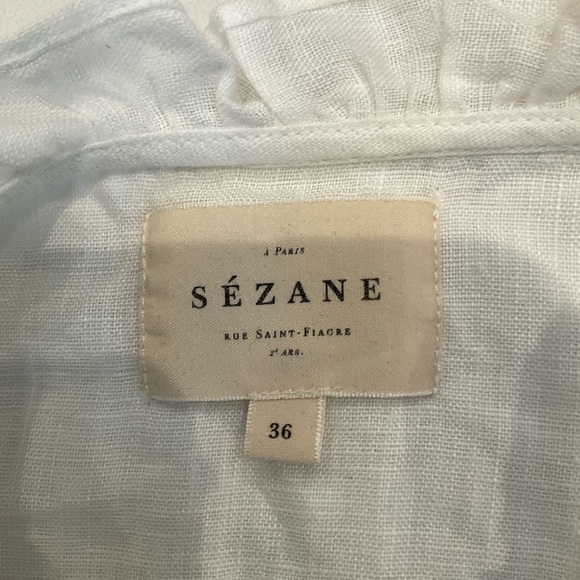 à Paris
SÉZANE
rue Saint-Fiacre
2e arr.
36